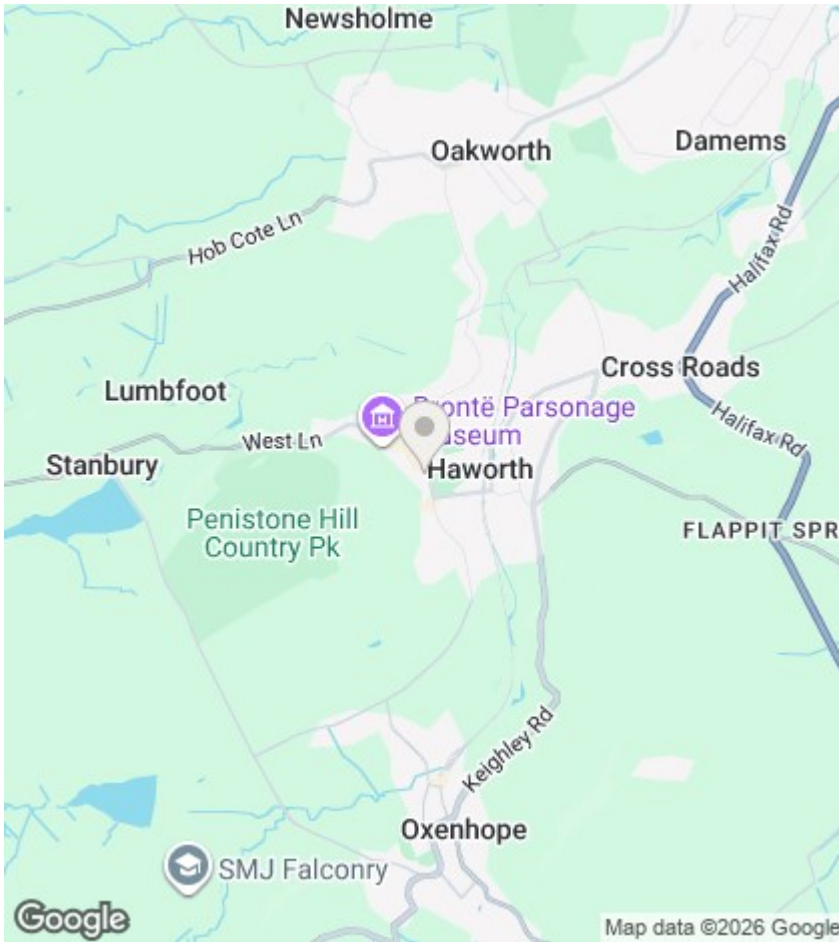 Newsholme
Oakworth
Damems
Hob Cote Ln
Halifax Rd
Cross Roads
Lumbfoot
Brontë Parsonage
Museum
Halifax Rd
West Ln
Stanbury
Haworth
Penistone Hill
Country Pk
FLAPPIT SPR
Keighley Rd
Oxenhope
SMJ Falconry
Google
Map data ©2026 Google